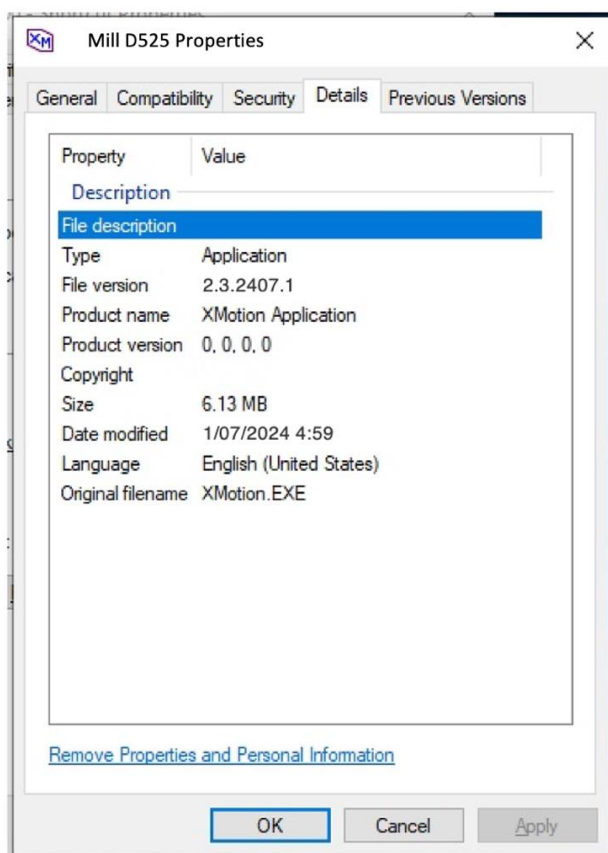 XM
Mill D525 Properties
General Compatibility Security Details Previous Versions
Property Value
Description
File description
Type Application
File version 2.3.2407.1
Product name XMotion Application
Product version 0, 0, 0, 0
Copyright
Size 6.13 MB
Date modified 1/07/2024 4:59
Language English (United States)
Original filename XMotion.EXE
Remove Properties and Personal Information
OK Cancel Apply